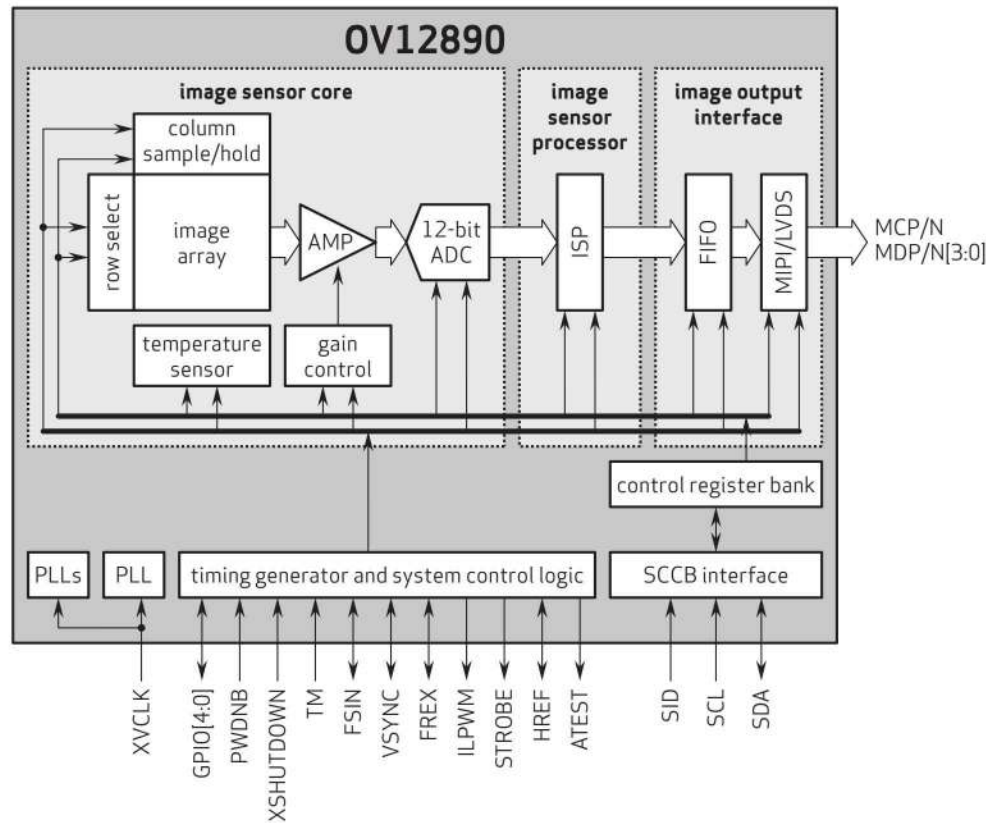 OV12890
image sensor core
image
sensor
processor
image output
interface
column
sample/hold
row select
image
array
AMP
12-bit
ADC
ISP
FIFO
MIPI/LVDS
MCP/N
MDP/N[3:0]
temperature
sensor
gain
control
control register bank
PLLs
PLL
timing generator and system control logic
SCCB interface
XVCLK
GPIO[4:0]
PWDNB
XSHUTDOWN
TM
FSIN
VSYNC
FREX
ILPWM
STROBE
HREF
ATEST
SID
SCL
SDA